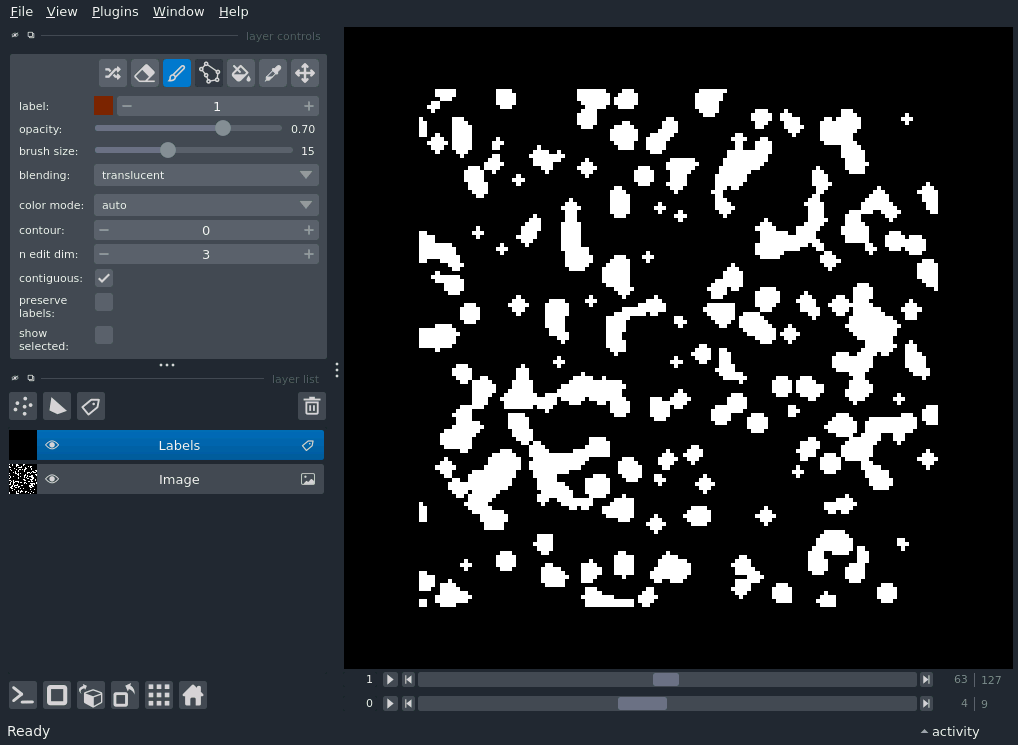 File View Plugins Window Help
layer controls
label: 1
opacity: 0.70
brush size: 15
blending: translucent
color mode: auto
contour: 0
n edit dim: 3
contiguous:
preserve
labels:
show
selected:
layer list
Labels
Image
1 63 127
0 4 9
Ready activity